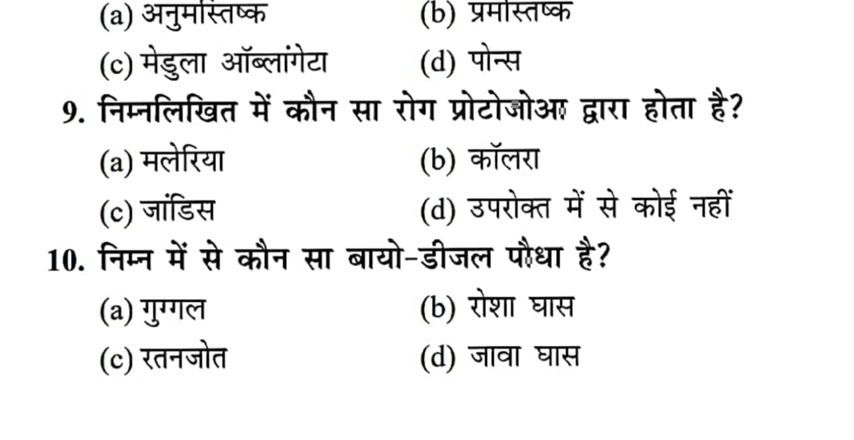 (a) अनुमस्तिष्क (b) प्रमस्तिष्क
(c) मेडुला ऑब्लांगेटा (d) पोन्स
9. निम्नलिखित में कौन सा रोग प्रोटोजोआ द्वारा होता है?
(a) मलेरिया (b) कॉलरा
(c) जांडिस (d) उपरोक्त में से कोई नहीं
10. निम्न में से कौन सा बायो-डीजल पौधा है?
(a) गुग्गल (b) रोशा घास
(c) रतनजोत (d) जावा घास